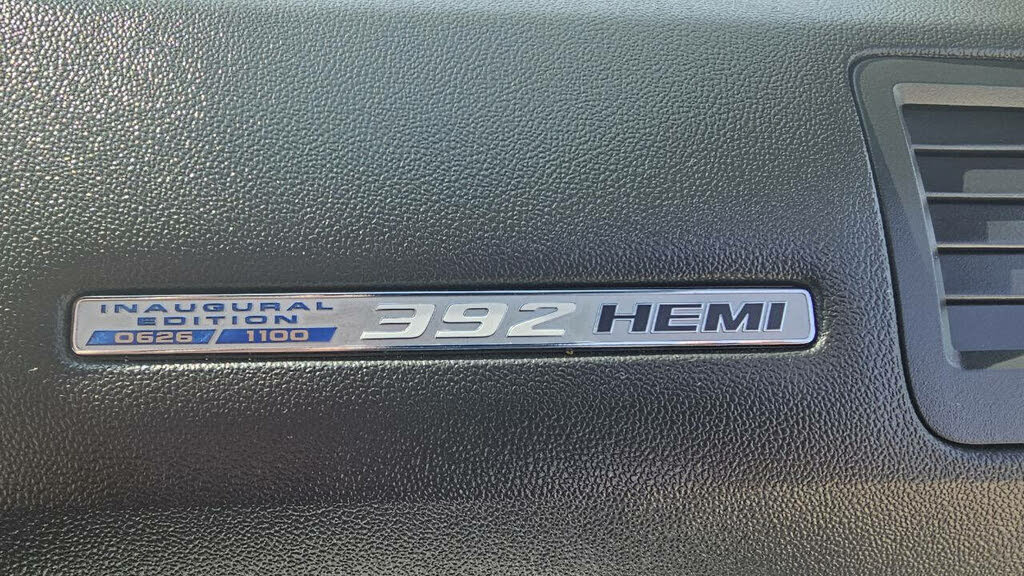 INAUGURAL
EDITION
0626 / 1100
392 HEMI